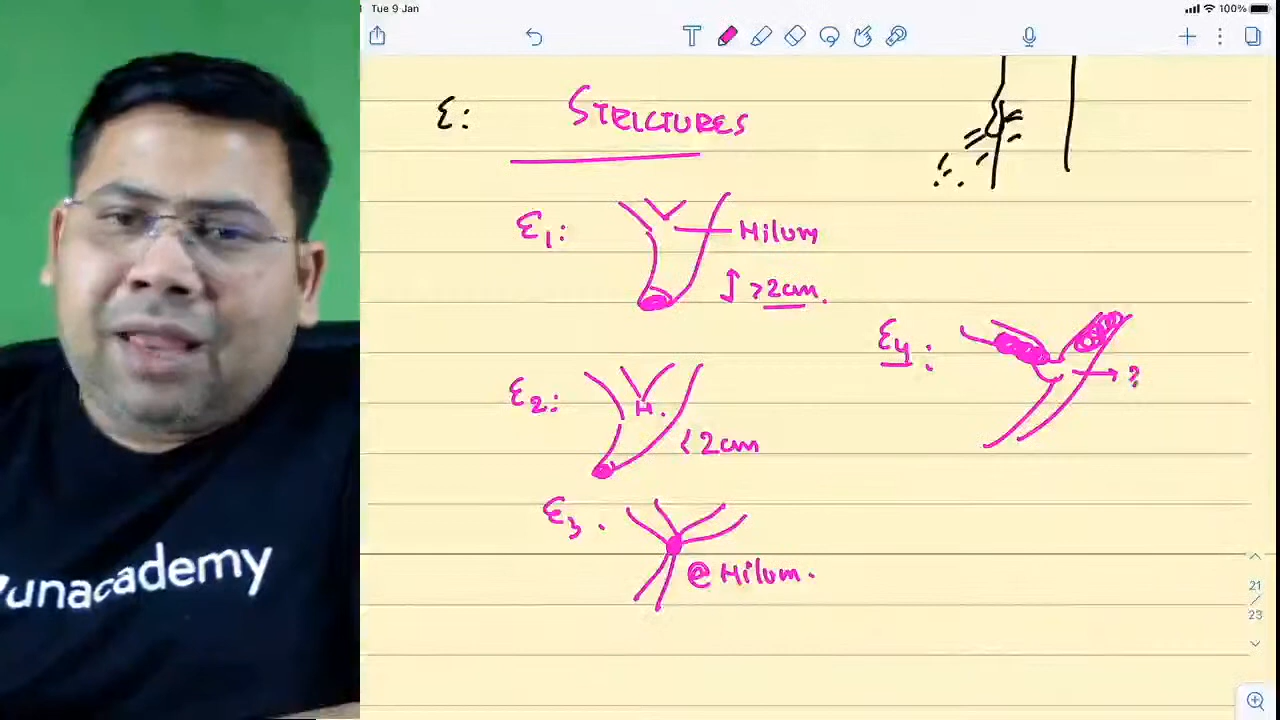 Tue 9 Jan
100%
T
E: STRICTURES
E1:
Hilum
>2cm.
E2:
H.
<2cm
E3.
@ Hilum.
E4:
?
unacademy
21
/
23